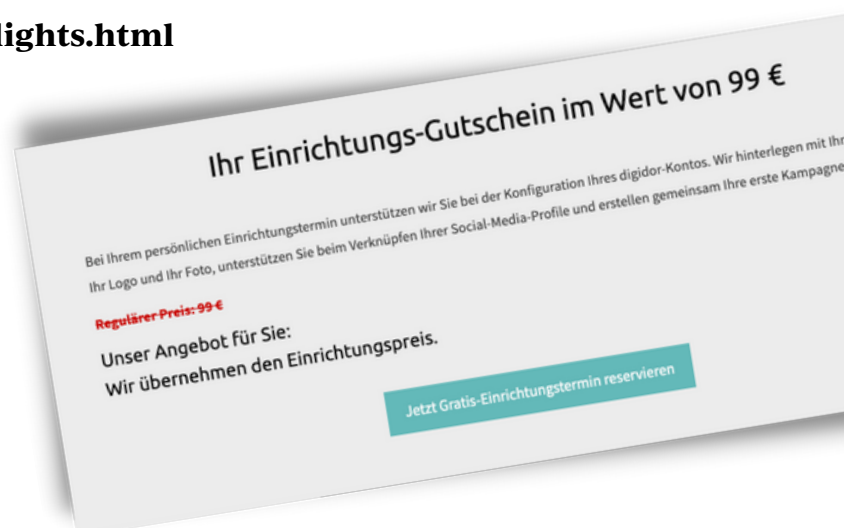 lights.html
Ihr Einrichtungs-Gutschein im Wert von 99 €
Bei Ihrem persönlichen Einrichtungstermin unterstützen wir Sie bei der Konfiguration Ihres digidor-Kontos. Wir hinterlegen mit Ihr
Ihr Logo und Ihr Foto, unterstützen Sie beim Verknüpfen Ihrer Social-Media-Profile und erstellen gemeinsam Ihre erste Kampagne
Regulärer Preis: 99 €
Unser Angebot für Sie:
Wir übernehmen den Einrichtungspreis.
Jetzt Gratis-Einrichtungstermin reservieren